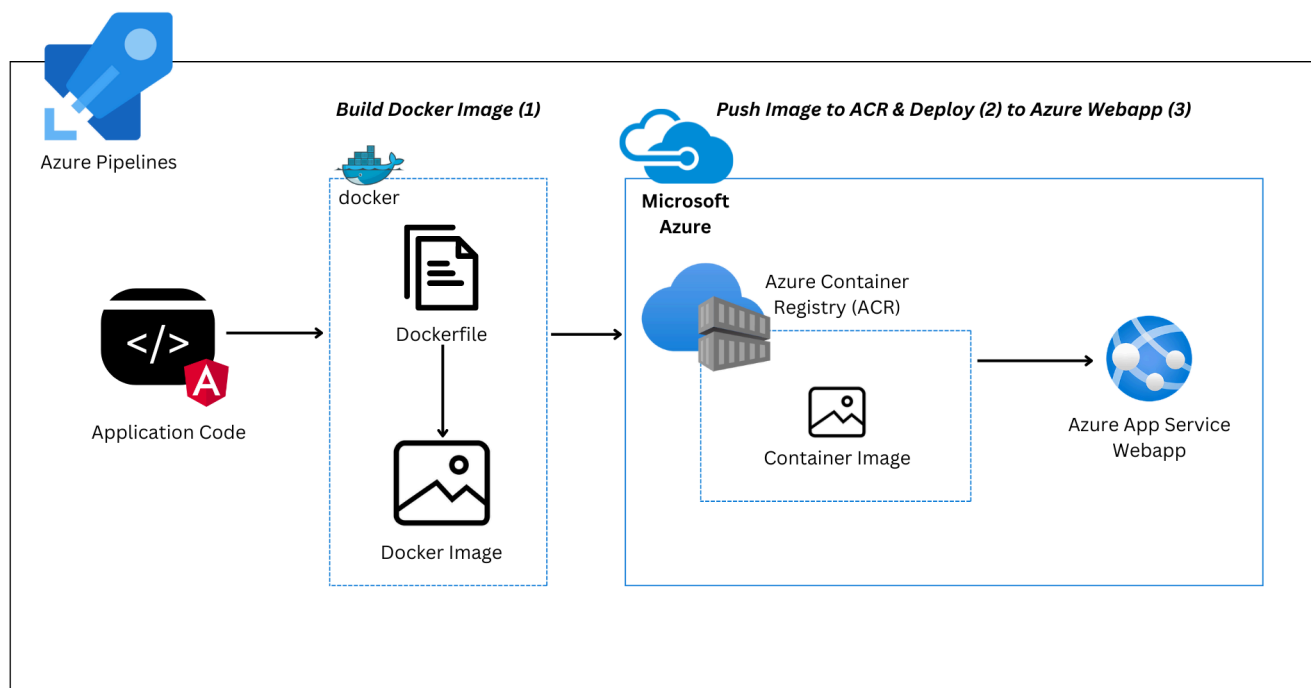 Build Docker Image (1)
Push Image to ACR & Deploy (2) to Azure Webapp (3)
Azure Pipelines
docker
Microsoft
Azure
Azure Container
Registry (ACR)
</>
A
Dockerfile
Application Code
Container Image
Azure App Service
Webapp
Docker Image